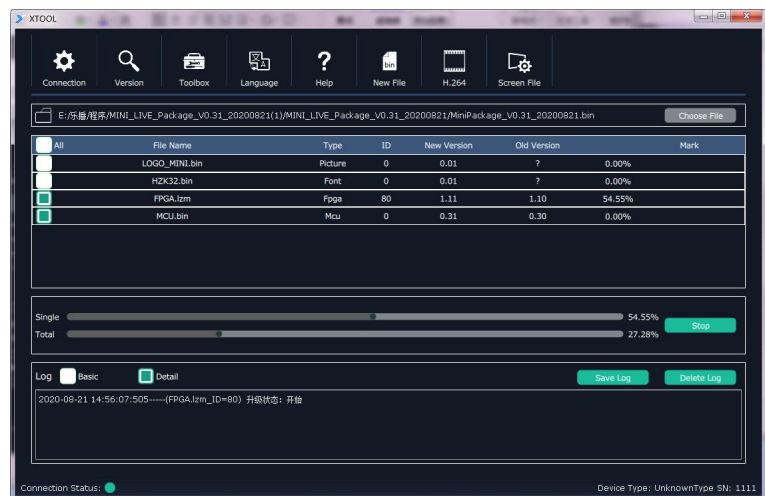 XTOOL
Connection Version Toolbox Language Help New File H.264 Screen File
bin
E:/乐播/程序/MINI_LIVE_Package_V0.31_20200821(1)/MINI_LIVE_Package_V0.31_20200821/MiniPackage_V0.31_20200821.bin Choose File
All File Name Type ID New Version Old Version Mark
LOGO_MINI.bin Picture 0 0.01 ? 0.00%
HZK32.bin Font 0 0.01 ? 0.00%
FPGA.lzm Fpga 80 1.11 1.10 54.55%
MCU.bin Mcu 0 0.31 0.30 0.00%
Single 54.55%
Stop
Total 27.28%
Log Basic Detail Save Log Delete Log
2020-08-21 14:56:07:505-----(FPGA.lzm_ID=80) 升级状态: 开始
Connection Status: Device Type: UnknownType SN: 1111